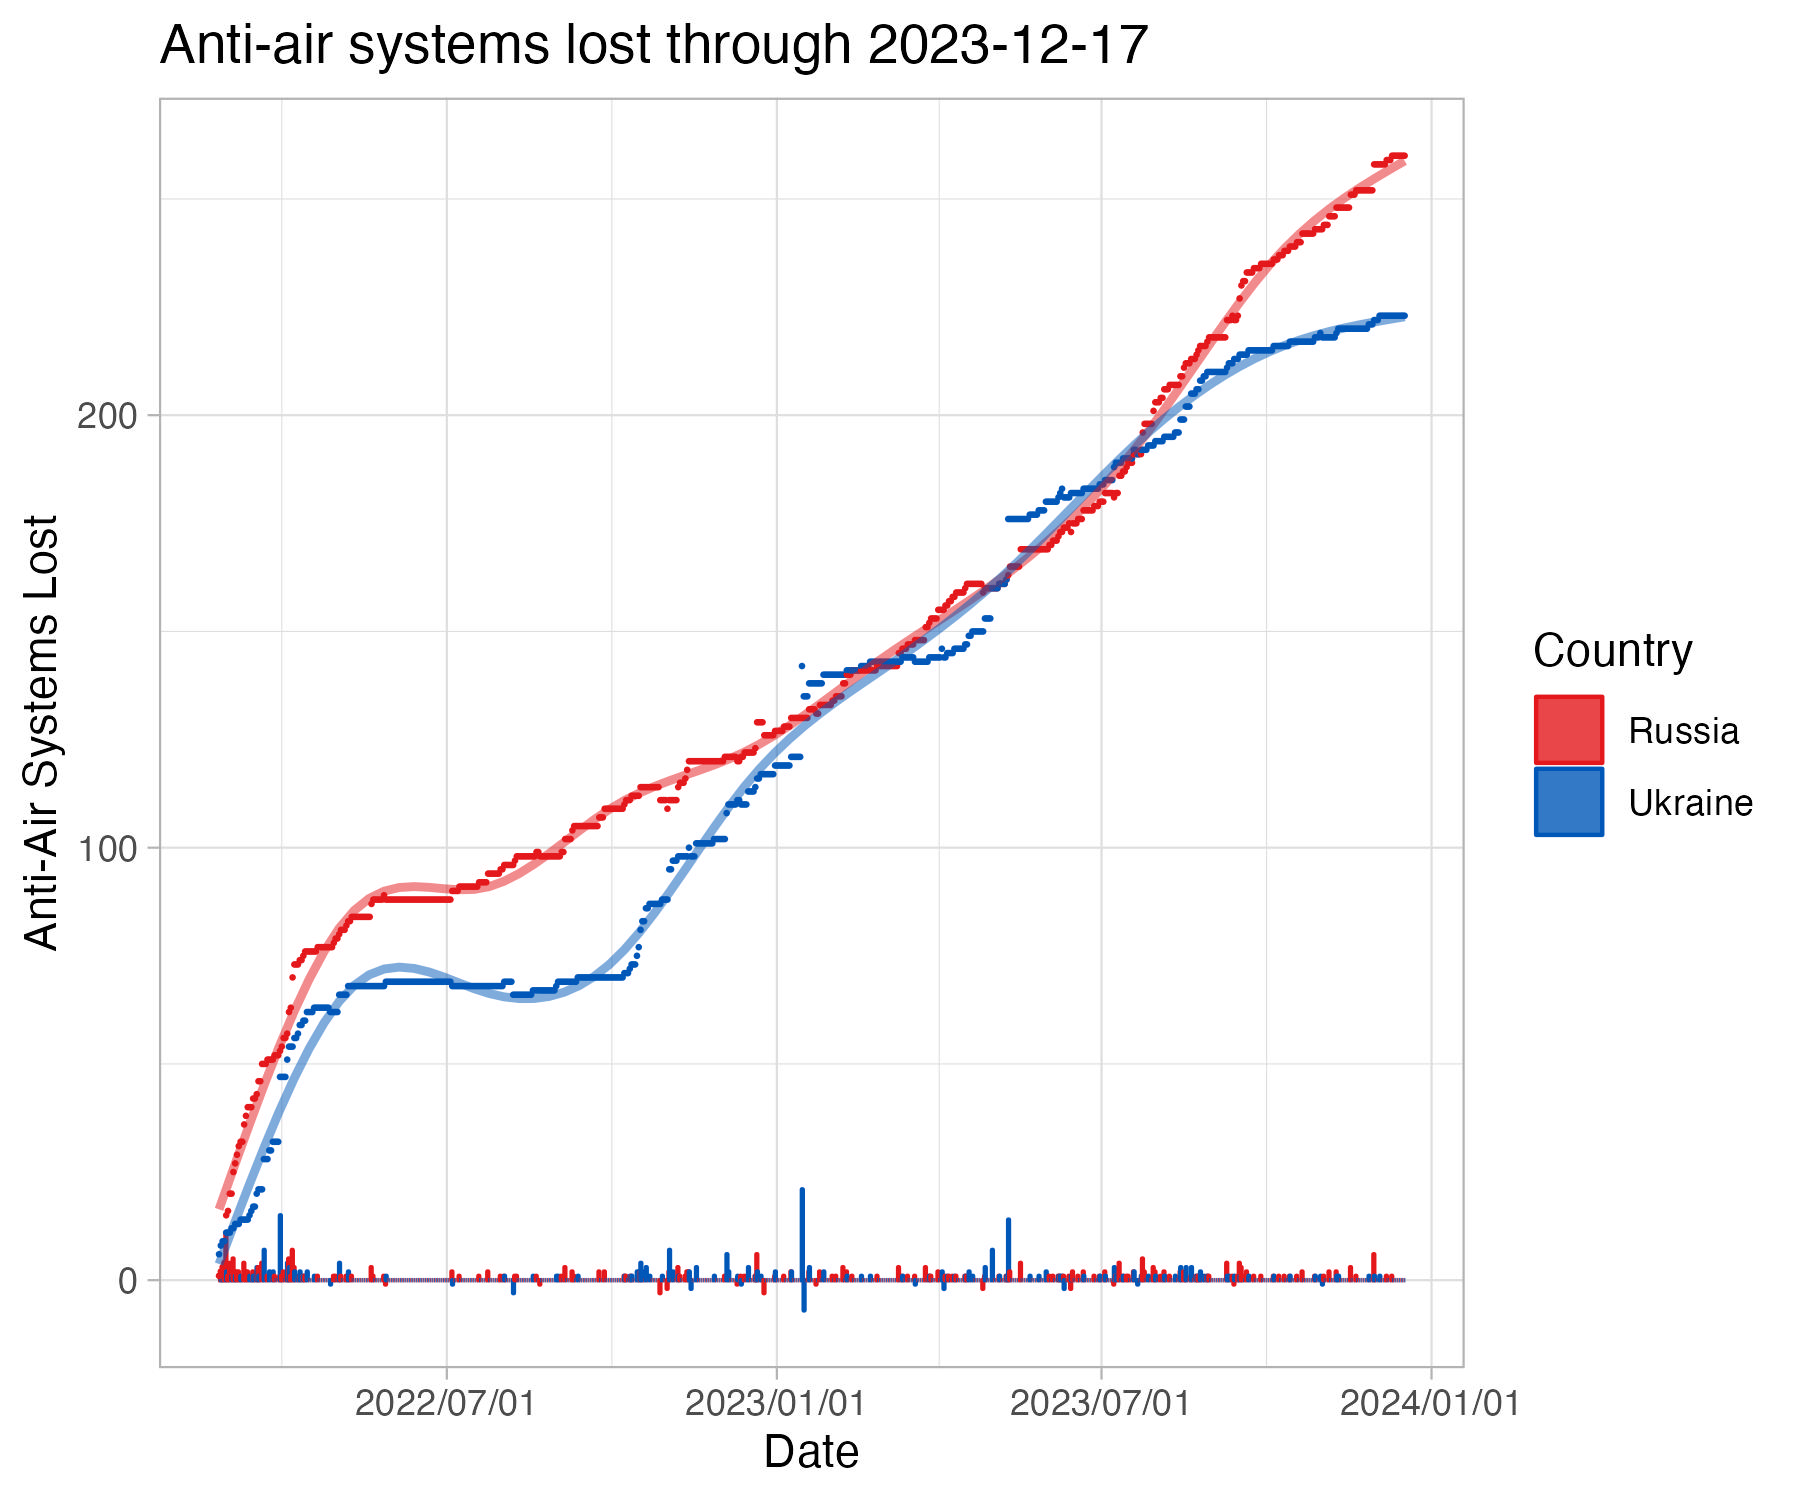 Anti-air systems lost through 2023-12-17
Anti-Air Systems Lost
200
100
0
2022/07/01
2023/01/01
2023/07/01
2024/01/01
Date
Country
Russia
Ukraine